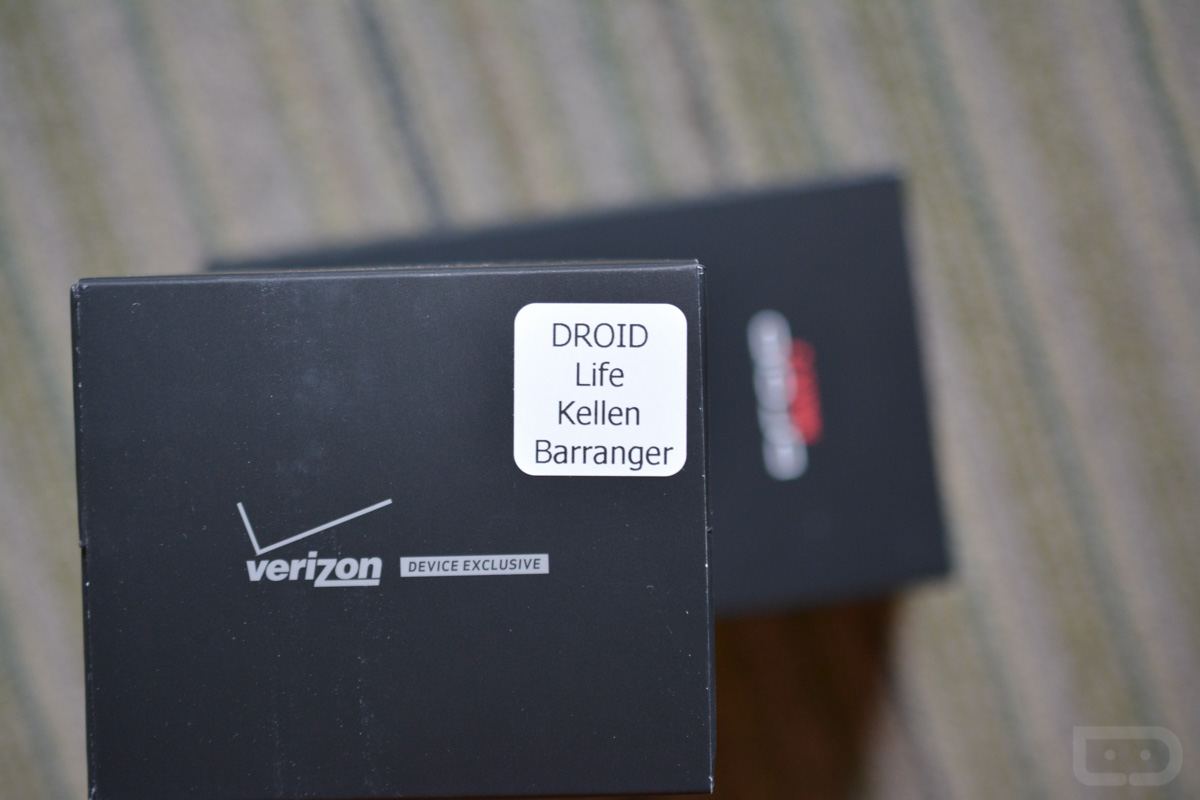 DROID
Life
Kellen
Barranger
verizon DEVICE EXCLUSIVE